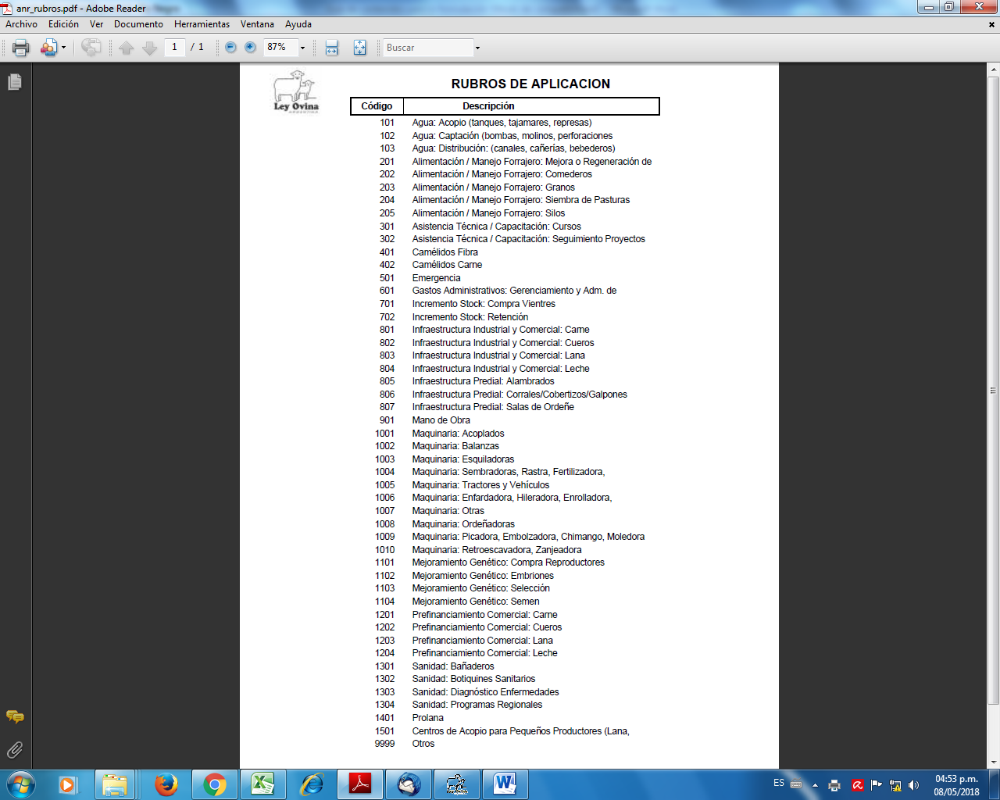 anr_rubros.pdf - Adobe Reader
Archivo Edición Ver Documento Herramientas Ventana Ayuda
1 / 1 87% Buscar
Ley Ovina
RUBROS DE APLICACION
Código Descripción
101 Agua: Acopio (tanques, tajamares, represas)
102 Agua: Captación (bombas, molinos, perforaciones
103 Agua: Distribución: (canales, cañerías, bebederos)
201 Alimentación / Manejo Forrajero: Mejora o Regeneración de
202 Alimentación / Manejo Forrajero: Comederos
203 Alimentación / Manejo Forrajero: Granos
204 Alimentación / Manejo Forrajero: Siembra de Pasturas
205 Alimentación / Manejo Forrajero: Silos
301 Asistencia Técnica / Capacitación: Cursos
302 Asistencia Técnica / Capacitación: Seguimiento Proyectos
401 Camélidos Fibra
402 Camélidos Carne
501 Emergencia
601 Gastos Administrativos: Gerenciamiento y Adm. de
701 Incremento Stock: Compra Vientres
702 Incremento Stock: Retención
801 Infraestructura Industrial y Comercial: Carne
802 Infraestructura Industrial y Comercial: Cueros
803 Infraestructura Industrial y Comercial: Lana
804 Infraestructura Industrial y Comercial: Leche
805 Infraestructura Predial: Alambrados
806 Infraestructura Predial: Corrales/Cobertizos/Galpones
807 Infraestructura Predial: Salas de Ordeñe
901 Mano de Obra
1001 Maquinaria: Acoplados
1002 Maquinaria: Balanzas
1003 Maquinaria: Esquiladoras
1004 Maquinaria: Sembradoras, Rastra, Fertilizadora,
1005 Maquinaria: Tractores y Vehículos
1006 Maquinaria: Enfardadora, Hileradora, Enrolladora,
1007 Maquinaria: Otras
1008 Maquinaria: Ordeñadoras
1009 Maquinaria: Picadora, Embolzadora, Chimango, Moledora
1010 Maquinaria: Retroescavadora, Zanjeadora
1101 Mejoramiento Genético: Compra Reproductores
1102 Mejoramiento Genético: Embriones
1103 Mejoramiento Genético: Selección
1104 Mejoramiento Genético: Semen
1201 Prefinanciamiento Comercial: Carne
1202 Prefinanciamiento Comercial: Cueros
1203 Prefinanciamiento Comercial: Lana
1204 Prefinanciamiento Comercial: Leche
1301 Sanidad: Bañaderos
1302 Sanidad: Botiquines Sanitarios
1303 Sanidad: Diagnóstico Enfermedades
1304 Sanidad: Programas Regionales
1401 Prolana
1501 Centros de Acopio para Pequeños Productores (Lana,
9999 Otros
ES 04:53 p.m.
08/05/2018